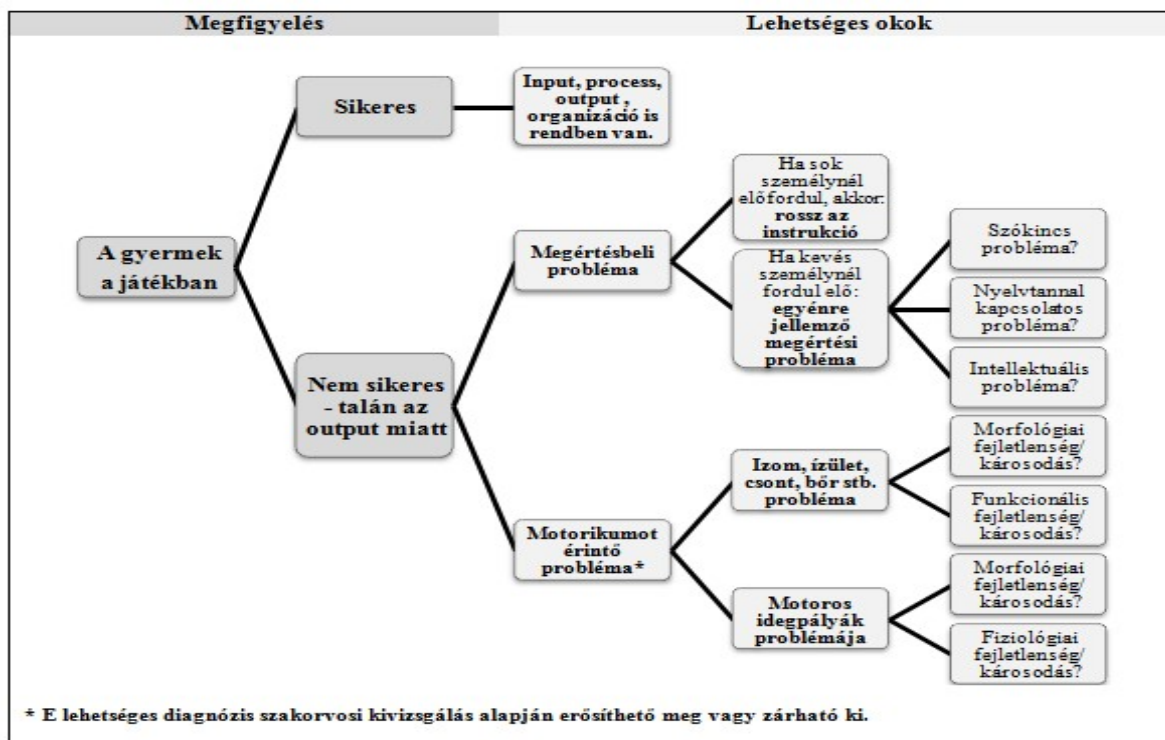 Megfigyelés
Lehetséges okok
A gyermek
a játékban
Sikeres
Input, process,
output ,
organizáció is
rendben van.
Nem sikeres
- talán az
output miatt
Megértésbeli
probléma
Ha sok
személynél
előfordul, akkor:
rossz az
instrukció
Ha kevés
személynél
fordul elő:
egyénre
jellemző
megértési
probléma
Szókincs
probléma?
Nyelvtannal
kapcsolatos
probléma?
Intellektuális
probléma?
Motorikumot
érintő
probléma*
Izom, ízület,
csont, bőr stb.
probléma
Morfológiai
fejletlenség/
károsodás?
Funkcionális
fejletlenség/
károsodás?
Motoros
idegpályák
problémája
Morfológiai
fejletlenség/
károsodás?
Fiziológiai
fejletlenség/
károsodás?
* E lehetséges diagnózis szakorvosi kivizsgálás alapján erősíthető meg vagy zárható ki.